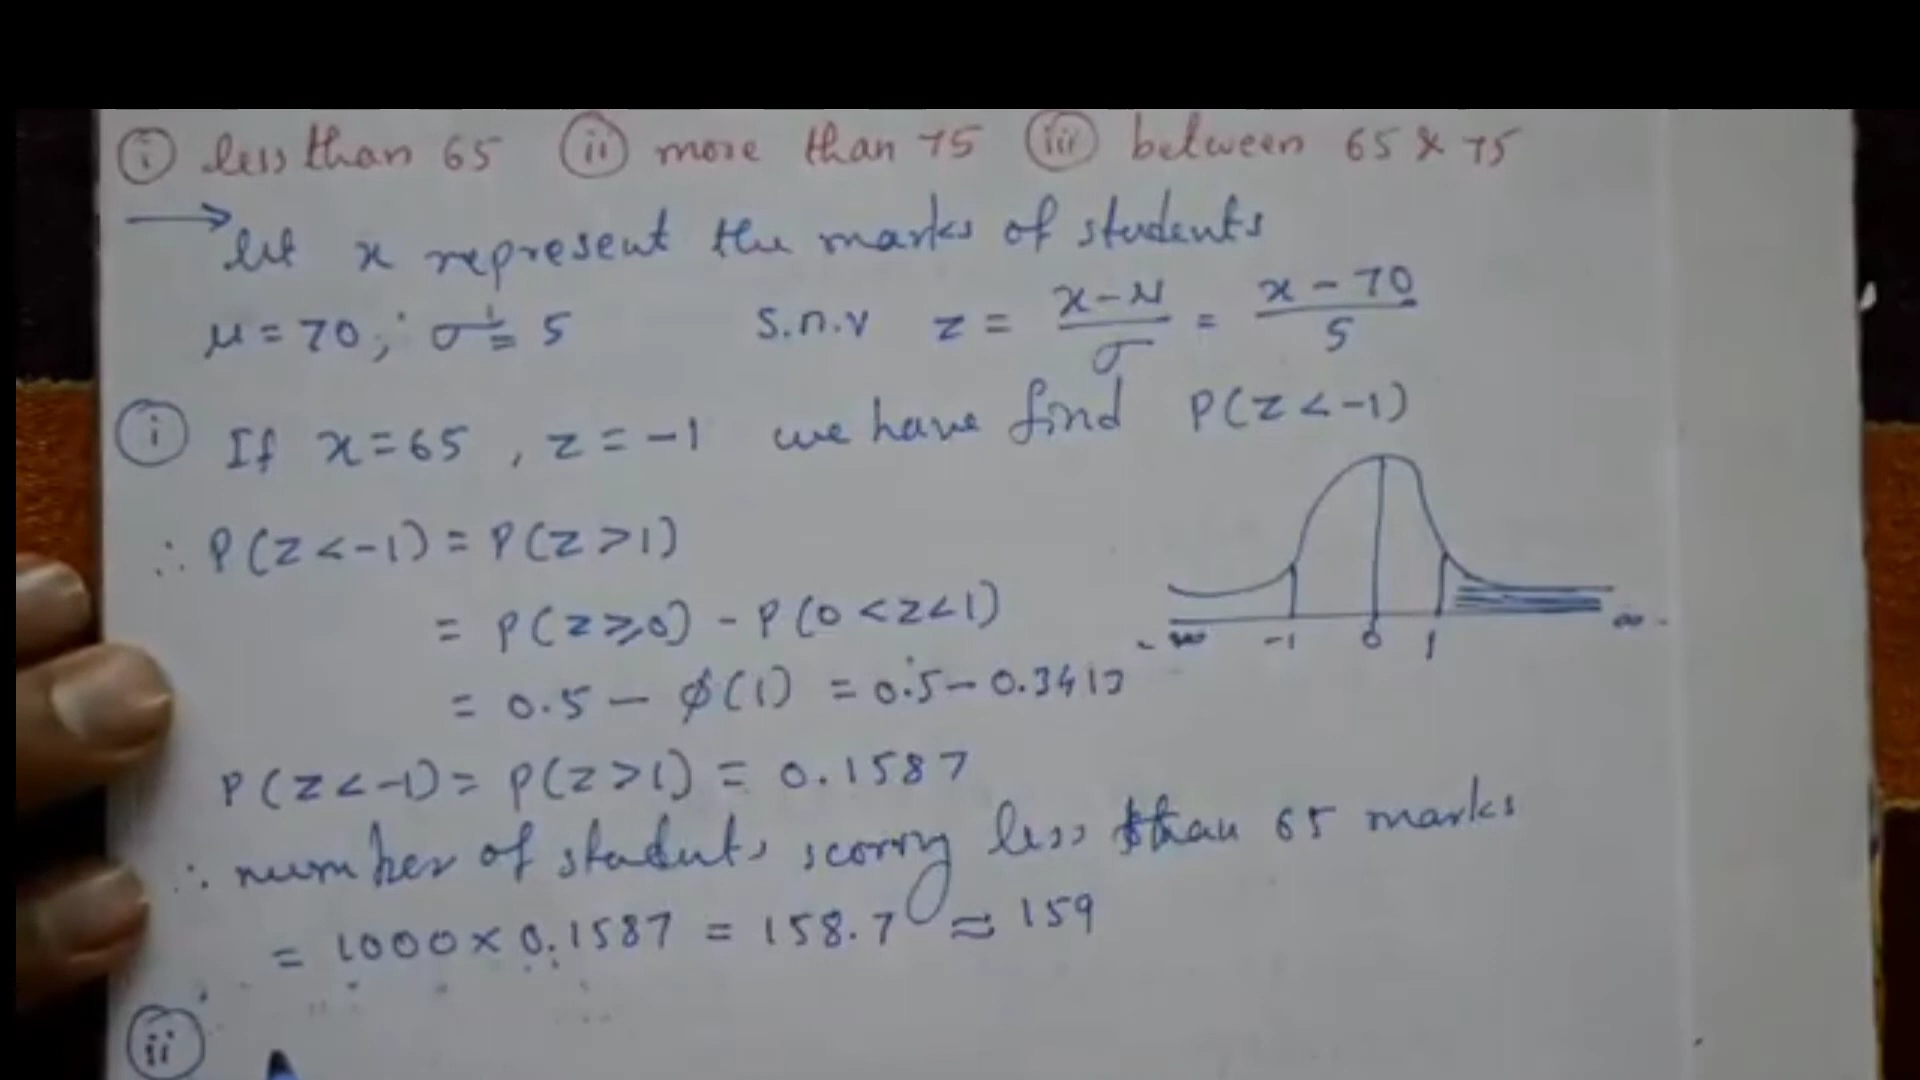 (i) less than 65 (ii) more than 75 (iii) between 65 & 75
→ let x represent the marks of students
μ = 70; σ = 5 s.n.v z = (x-μ)/σ = (x-70)/5
(i) If x=65, z=-1 we have find P(z<-1)
∴ P(z<-1) = P(z>1)
= P(z≥0) - P(0<z<1)
= 0.5 - φ(1) = 0.5 - 0.3413
-∞ -1 0 1 ∞
P(z<-1) = P(z>1) = 0.1587
∴ number of students scoring less than 65 marks
= 1000 × 0.1587 = 158.7 ≈ 159
(ii)